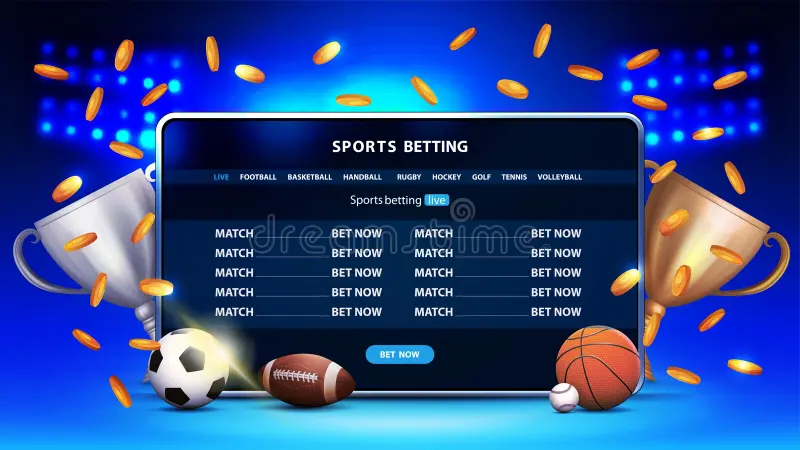 SPORTS BETTING
LIVE FOOTBALL BASKETBALL HANDBALL RUGBY HOCKEY GOLF TENNIS VOLLEYBALL
Sports betting live
MATCH BET NOW MATCH BET NOW
MATCH BET NOW MATCH BET NOW
MATCH BET NOW MATCH BET NOW
MATCH BET NOW MATCH BET NOW
MATCH BET NOW MATCH BET NOW
dreamstime
BET NOW